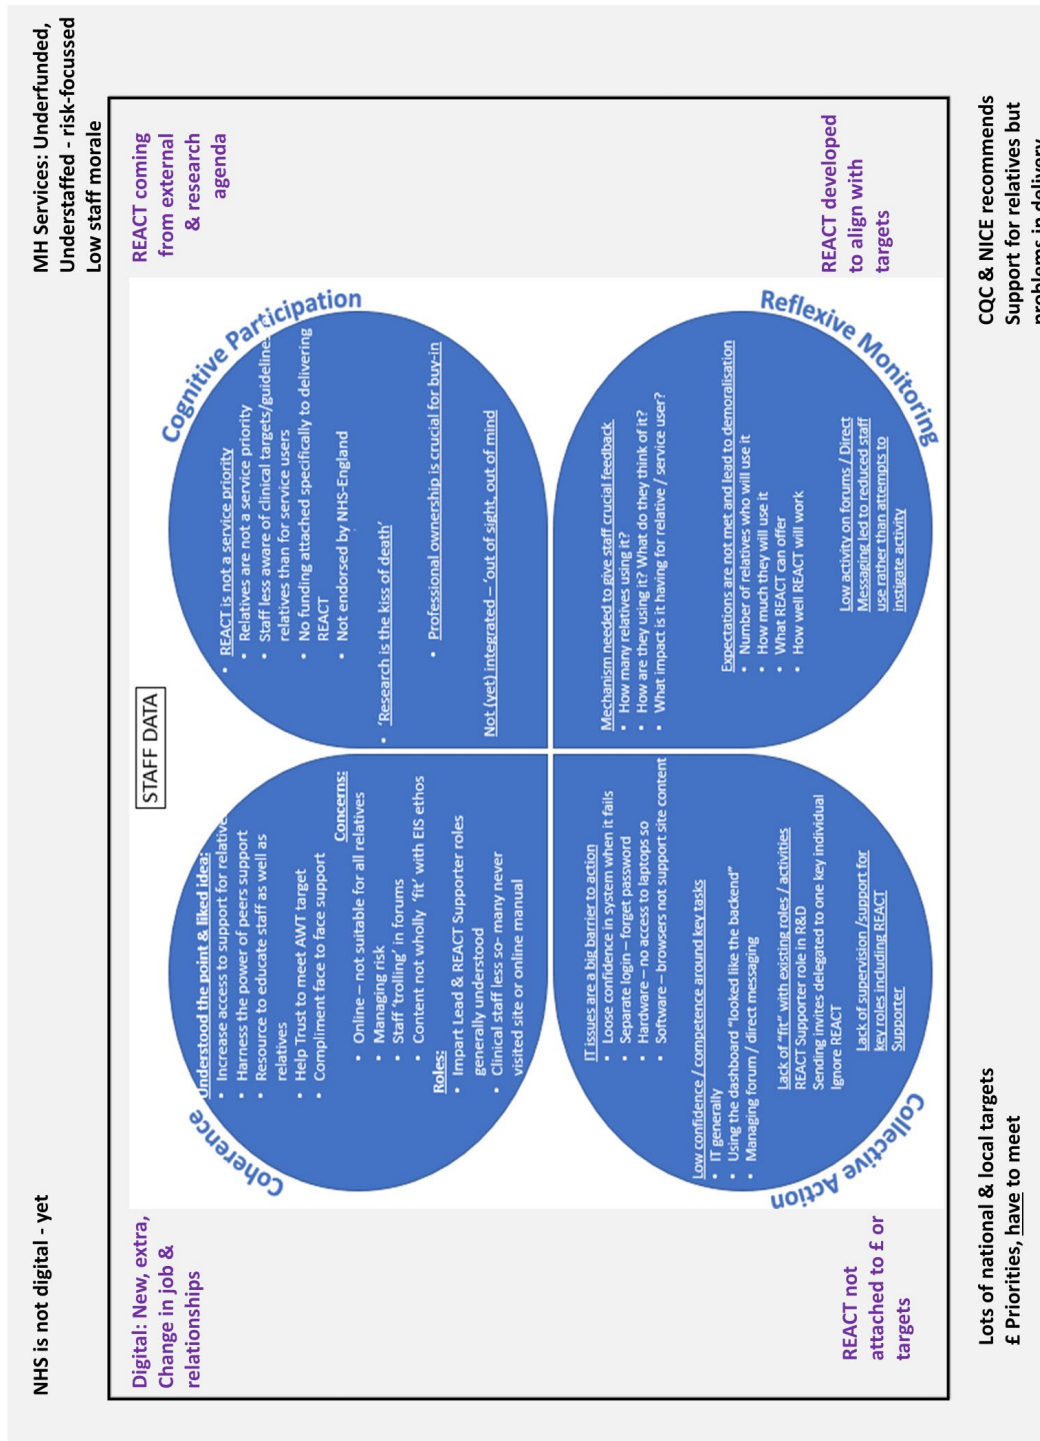 NHS is not digital - yet
MH Services: Underfunded,
Understaffed - risk-focussed
Low staff morale
Digital: New, extra,
Change in job &
relationships
STAFF DATA
REACT coming
from external
& research
agenda
Coherence
Understood the point & liked idea:
• Increase access to support for relative
• Harness the power of peers support
• Resource to educate staff as well as
relatives
• Help Trust to meet AWT target
• Compliment face to face support
Concerns:
• Online – not suitable for all relatives
• Managing risk
• Staff 'trolling' in forums
• Content not wholly 'fit' with EIS ethos
Roles:
• Impart Lead & REACT Supporter roles
generally understood
• Clinical staff less so- many never
visited site or online manual
Cognitive Participation
• REACT is not a service priority
• Relatives are not a service priority
• Staff less aware of clinical targets/guideline
relatives than for service users
• No funding attached specifically to delivering
REACT
• Not endorsed by NHS-England
• 'Research is the kiss of death'
• Professional ownership is crucial for buy-in
Not (yet) integrated – 'out of sight, out of mind
IT issues are a big barrier to action
• Loose confidence in system when it fails
• Separate login – forget password
• Hardware – no access to laptops so
• Software – browsers not support site content
Low confidence / competence around key tasks
• IT generally
• Using the dashboard "looked like the backend"
• Managing forum / direct messaging
Lack of "fit" with existing roles / activities
REACT Supporter role in R&D
Sending invites delegated to one key individual
Ignore REACT
Lack of supervision /support for
key roles including REACT
Supporter
Collective Action
Mechanism needed to give staff crucial feedback
• How many relatives using it?
• How are they using it? What do they think of it?
• What impact is it having for relative / service user?
Expectations are not met and lead to demoralisation
• Number of relatives who will use it
• How much they will use it
• What REACT can offer
• How well REACT will work
Low activity on forums / Direct
Messaging led to reduced staff
use rather than attempts to
instigate activity
Reflexive Monitoring
REACT not
attached to £ or
targets
REACT developed
to align with
targets
Lots of national & local targets
£ Priorities, have to meet
CQC & NICE recommends
Support for relatives but
problems in delivery